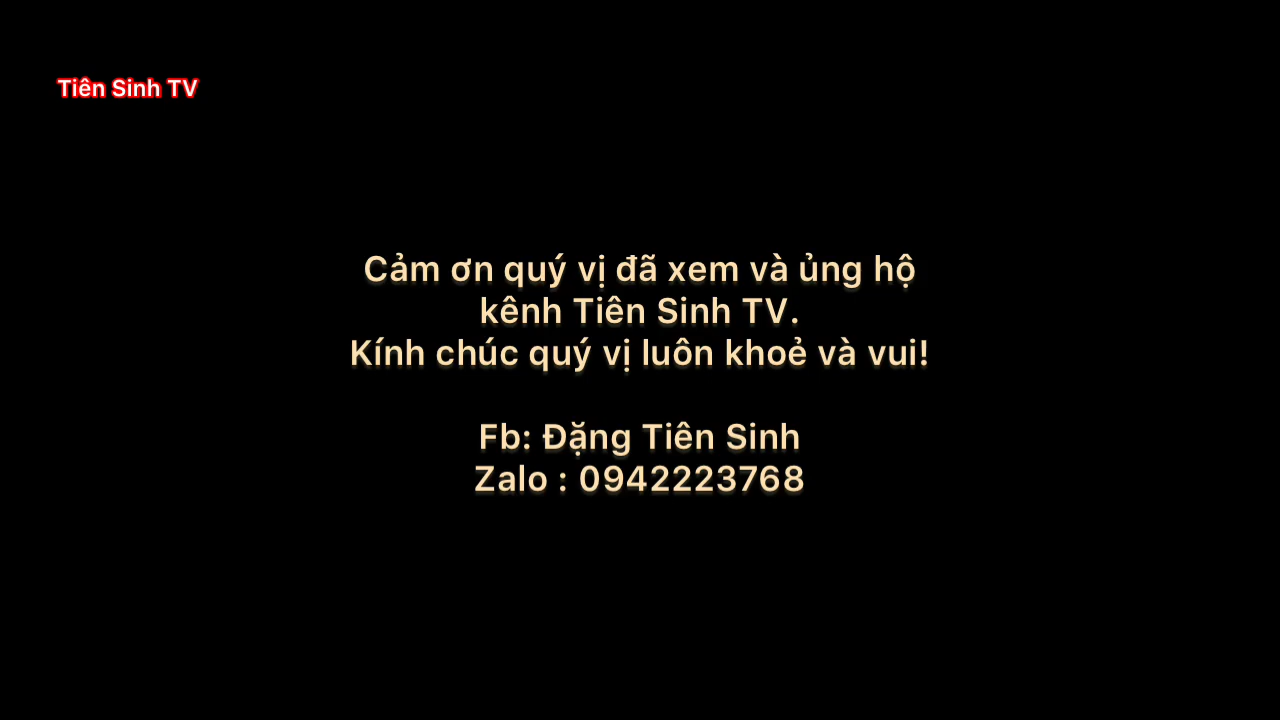 Tiên Sinh TV
Cảm ơn quý vị đã xem và ủng hộ
kênh Tiên Sinh TV.
Kính chúc quý vị luôn khoẻ và vui!
Fb: Đặng Tiên Sinh
Zalo : 0942223768